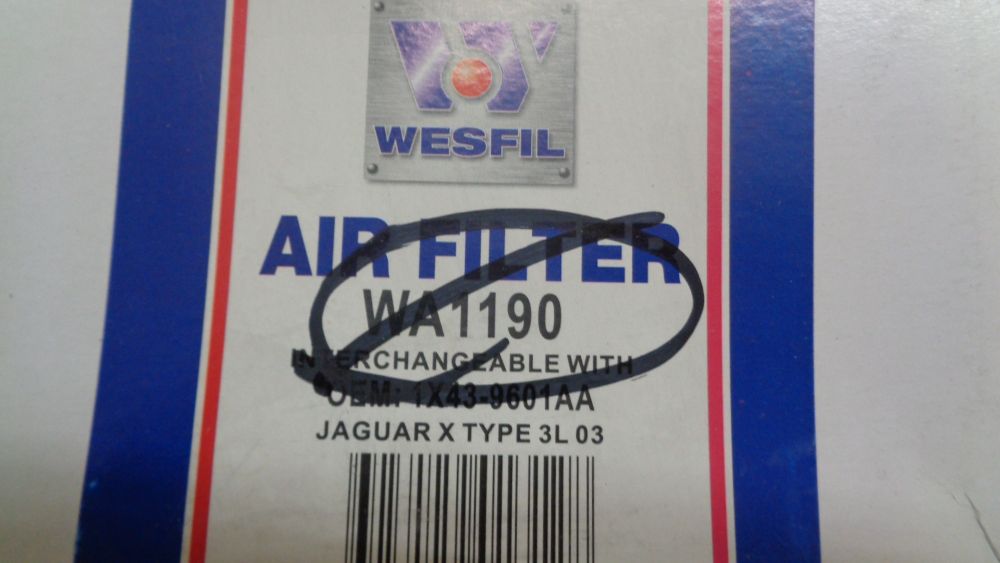 WESFIL
AIR FILTER
WA1190
INTERCHANGEABLE WITH
OEM: 1X43-9601AA
JAGUAR X TYPE 3L 03